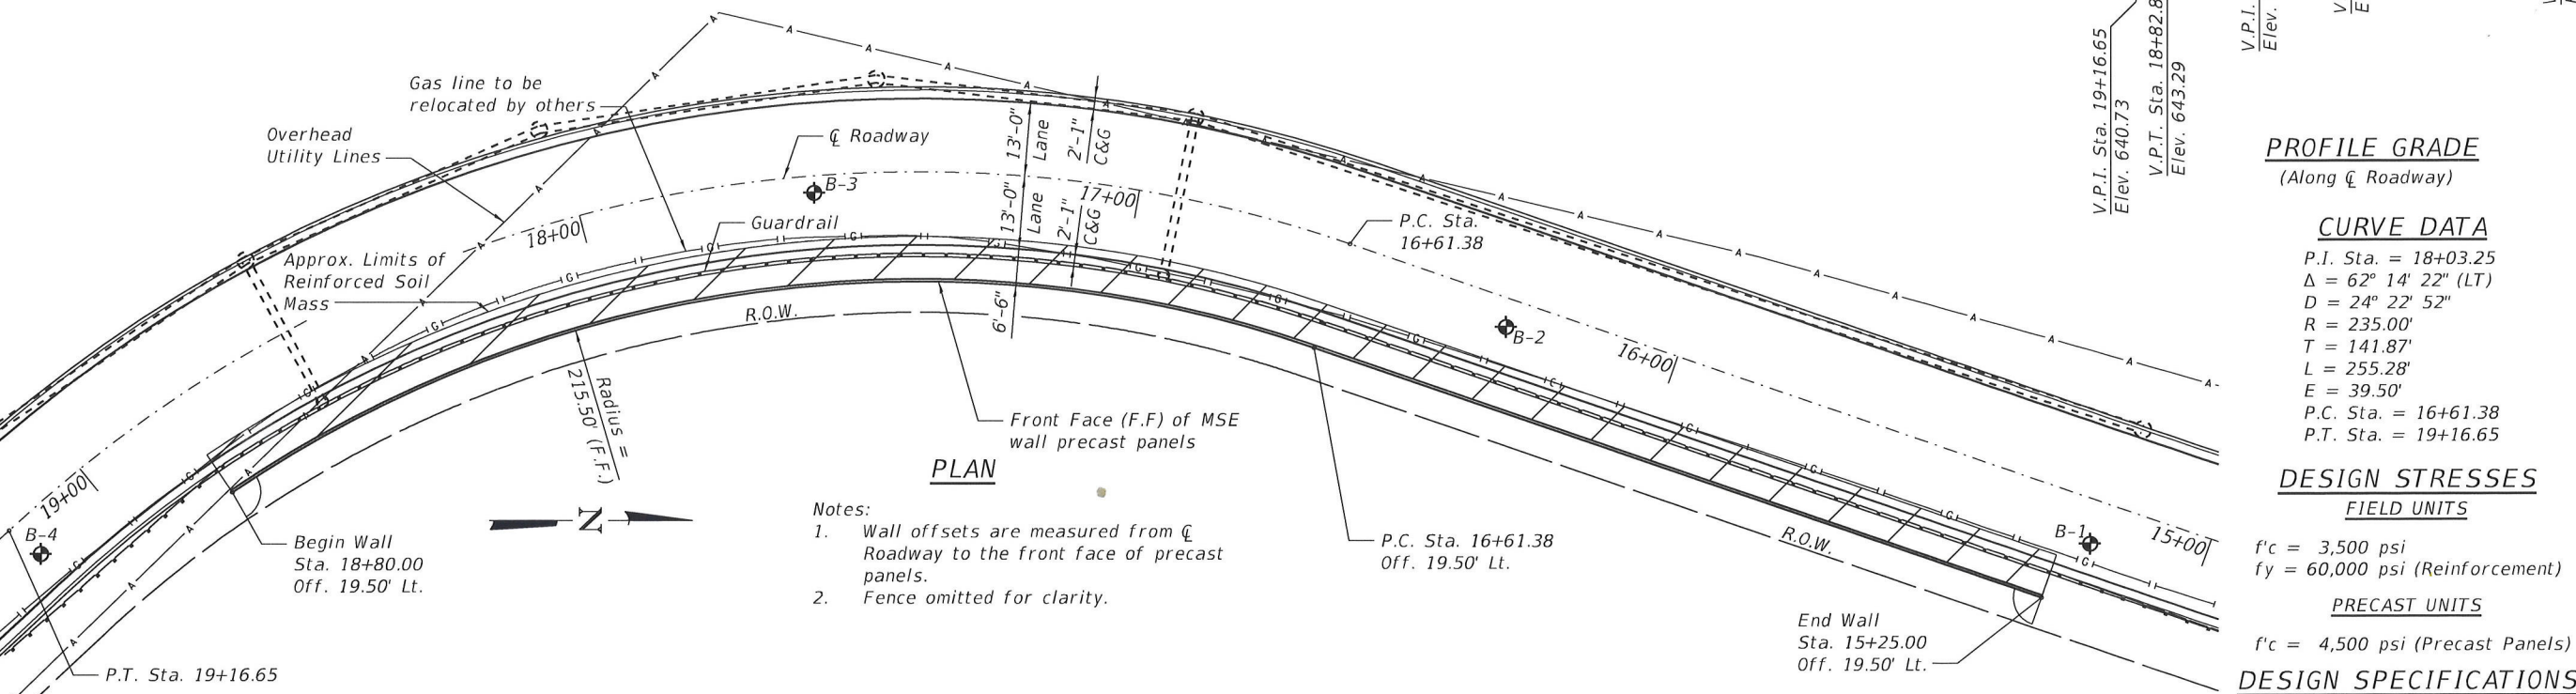 Gas line to be
relocated by others
Overhead
Utility Lines
℄ Roadway
B-3
Guardrail
18+00
Approx. Limits of
Reinforced Soil
Mass
13'-0"
Lane
2'-1"
C&G
13'-0"
Lane
2'-1"
C&G
17+00
6'-6"
R.O.W.
P.C. Sta.
16+61.38
B-2
16+00
Radius =
215.50' (F.F.)
Front Face (F.F) of MSE
wall precast panels
19+00
B-4
Begin Wall
Sta. 18+80.00
Off. 19.50' Lt.
P.T. Sta. 19+16.65
N
PLAN
Notes:
1. Wall offsets are measured from ℄
Roadway to the front face of precast
panels.
2. Fence omitted for clarity.
P.C. Sta. 16+61.38
Off. 19.50' Lt.
R.O.W.
B-1
15+00
End Wall
Sta. 15+25.00
Off. 19.50' Lt.
V.P.I. Sta. 19+16.65
Elev. 640.73
V.P.T. Sta. 18+82.8
Elev. 643.29
V.P.I.
Elev.
PROFILE GRADE
(Along ℄ Roadway)
CURVE DATA
P.I. Sta. = 18+03.25
Δ = 62° 14' 22" (LT)
D = 24° 22' 52"
R = 235.00'
T = 141.87'
L = 255.28'
E = 39.50'
P.C. Sta. = 16+61.38
P.T. Sta. = 19+16.65
DESIGN STRESSES
FIELD UNITS
f'c = 3,500 psi
fy = 60,000 psi (Reinforcement)
PRECAST UNITS
f'c = 4,500 psi (Precast Panels)
DESIGN SPECIFICATIONS